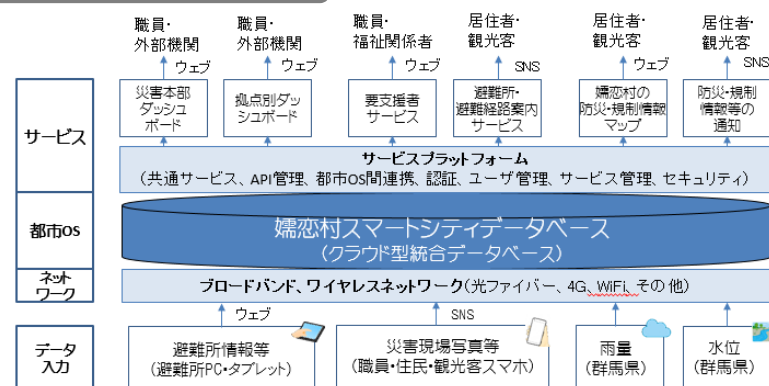 職員・
外部機関
職員・
外部機関
職員・
福祉関係者
居住者・
観光客
居住者・
観光客
居住者・
観光客
ウェブ
ウェブ
ウェブ
SNS
ウェブ
SNS
サービス
災害本部
ダッシュ
ボード
拠点別ダッ
シュボード
要支援者
サービス
避難所・
避難経路案内
サービス
嬬恋村の
防災・規制情報
マップ
防災・規制
情報等の
通知
サービスプラットフォーム
（共通サービス、API管理、都市OS間連携、認証、ユーザ管理、サービス管理、セキュリティ）
都市OS
嬬恋村スマートシティデータベース
（クラウド型統合データベース）
ネット
ワーク
ブロードバンド、ワイヤレスネットワーク（光ファイバー、4G、WiFi、その他）
ウェブ
SNS
データ
入力
避難所情報等
（避難所PC・タブレット）
災害現場写真等
（職員・住民・観光客スマホ）
雨量
（群馬県）
水位
（群馬県）